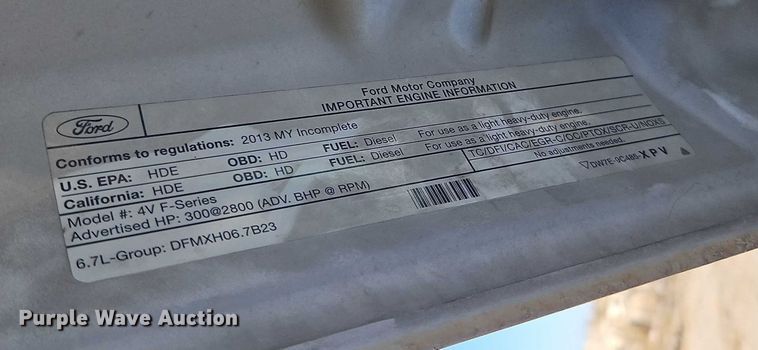 Ford
Ford Motor Company
IMPORTANT ENGINE INFORMATION
Conforms to regulations: 2013 MY Incomplete
U.S. EPA: HDE OBD: HD FUEL: Diesel For use as a light heavy-duty engine.
California: HDE OBD: HD FUEL: Diesel For use as a light heavy-duty engine.
Model #: 4V F-Series TC/DFI/CAC/EGR-C/OC/PTOX/SCR-U/NOXS
Advertised HP: 300@2800 (ADV. BHP @ RPM) No adjustments needed.
6.7L-Group: DFMXH06.7B23 DW7E-9C485-XPV
Purple Wave Auction